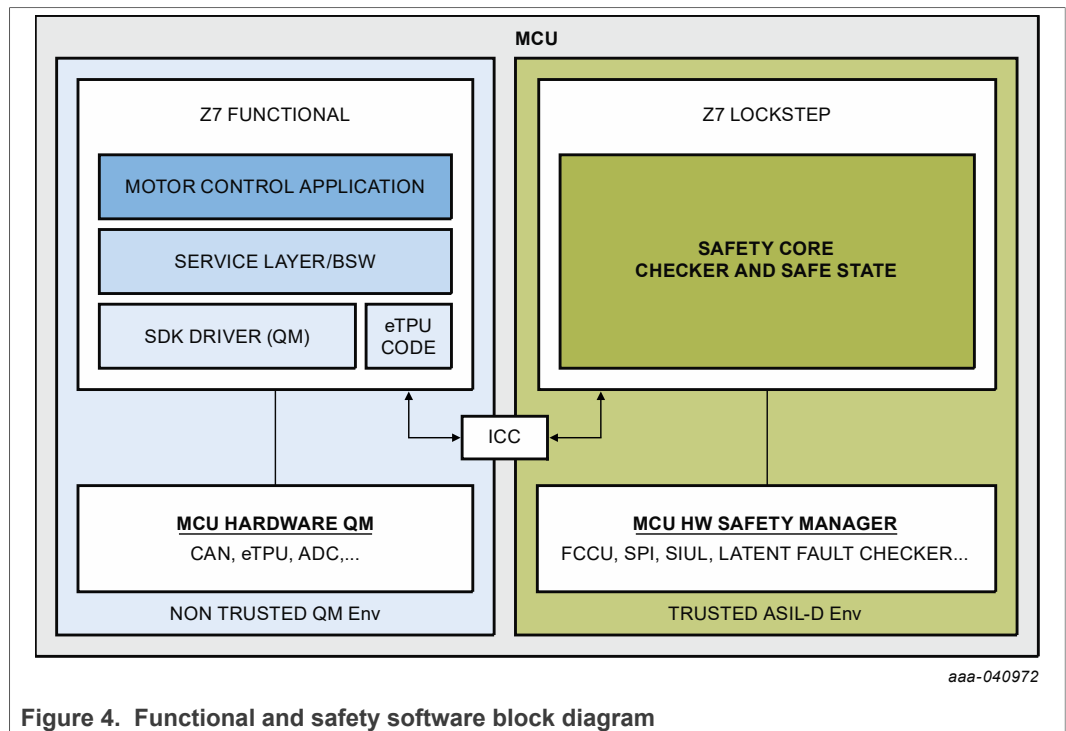 MCU
Z7 FUNCTIONAL
MOTOR CONTROL APPLICATION
SERVICE LAYER/BSW
SDK DRIVER (QM)
eTPU
CODE
Z7 LOCKSTEP
SAFETY CORE
CHECKER AND SAFE STATE
ICC
MCU HARDWARE QM
CAN, eTPU, ADC,...
NON TRUSTED QM Env
MCU HW SAFETY MANAGER
FCCU, SPI, SIUL, LATENT FAULT CHECKER...
TRUSTED ASIL-D Env
aaa-040972
Figure 4. Functional and safety software block diagram